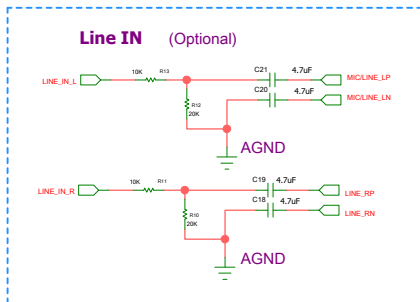 Line IN (Optional)
C21 4.7uF
LINE_IN_L 10K R13 MIC/LINE_LP
C20 4.7uF
R12 MIC/LINE_LN
20K
AGND
C19 4.7uF
LINE_IN_R 10K R11 LINE_RP
C18 4.7uF
R10 LINE_RN
20K
AGND